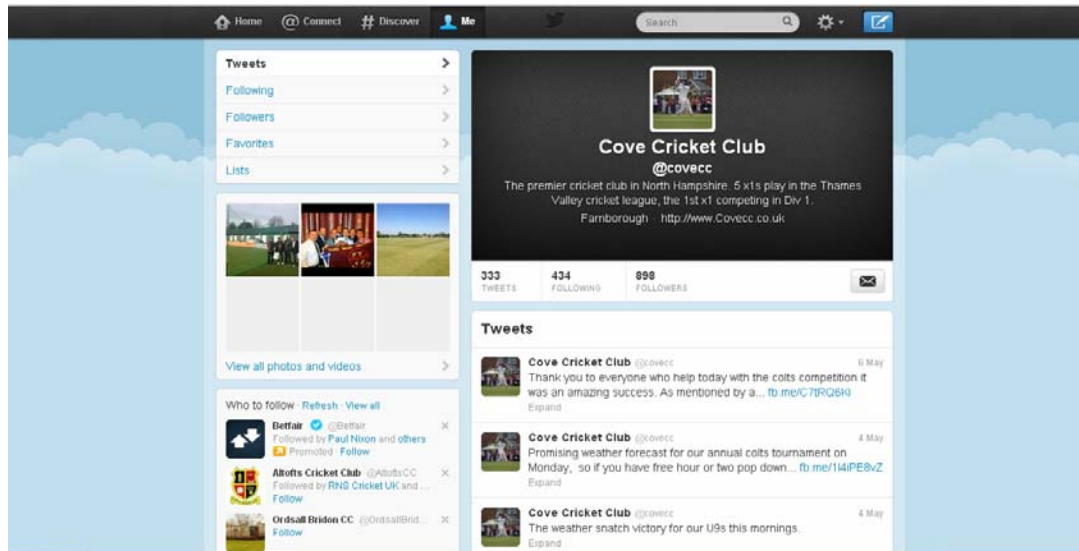 Home
Connect
Discover
Me
Search
Tweets
Following
Followers
Favorites
Lists
View all photos and videos
Who to follow · Refresh · View all
Betfair @Betfair
Followed by Paul Nixon and others
Promoted · Follow
Altofts Cricket Club @AltoftsCC
Followed by RNS Cricket UK and ...
Follow
Ordsall Bridon CC @OrdsallBrid...
Follow
Cove Cricket Club
@covecc
The premier cricket club in North Hampshire. 5 x1s play in the Thames
Valley cricket league, the 1st x1 competing in Div 1.
Farnborough · http://www.Covecc.co.uk
333 TWEETS
434 FOLLOWING
898 FOLLOWERS
Tweets
Cove Cricket Club @covecc 6 May
Thank you to everyone who help today with the colts competition it
was an amazing success. As mentioned by a... fb.me/C7tRQ6KI
Expand
Cove Cricket Club @covecc 4 May
Promising weather forecast for our annual colts tournament on
Monday, so if you have free hour or two pop down... fb.me/1l4iPE8vZ
Expand
Cove Cricket Club @covecc 4 May
The weather snatch victory for our U9s this mornings.
Expand